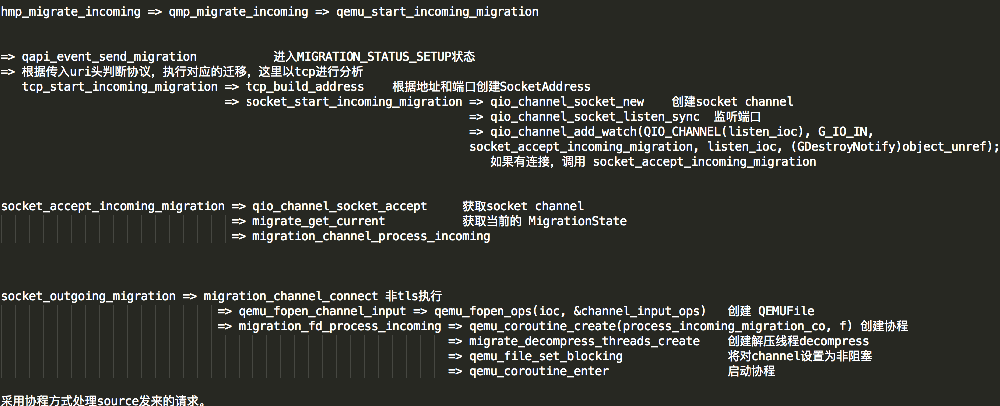 hmp_migrate_incoming => qmp_migrate_incoming => qemu_start_incoming_migration
=> qapi_event_send_migration 进入MIGRATION_STATUS_SETUP状态
=> 根据传入uri头判断协议，执行对应的迁移，这里以tcp进行分析
tcp_start_incoming_migration => tcp_build_address 根据地址和端口创建SocketAddress
=> socket_start_incoming_migration => qio_channel_socket_new 创建socket channel
=> qio_channel_socket_listen_sync 监听端口
=> qio_channel_add_watch(QIO_CHANNEL(listen_ioc), G_IO_IN,
socket_accept_incoming_migration, listen_ioc, (GDestroyNotify)object_unref);
如果有连接，调用 socket_accept_incoming_migration
socket_accept_incoming_migration => qio_channel_socket_accept 获取socket channel
=> migrate_get_current 获取当前的 MigrationState
=> migration_channel_process_incoming
socket_outgoing_migration => migration_channel_connect 非tls执行
=> qemu_fopen_channel_input => qemu_fopen_ops(ioc, &channel_input_ops) 创建 QEMUFile
=> migration_fd_process_incoming => qemu_coroutine_create(process_incoming_migration_co, f) 创建协程
=> migrate_decompress_threads_create 创建解压线程decompress
=> qemu_file_set_blocking 将对channel设置为非阻塞
=> qemu_coroutine_enter 启动协程
采用协程方式处理source发来的请求。